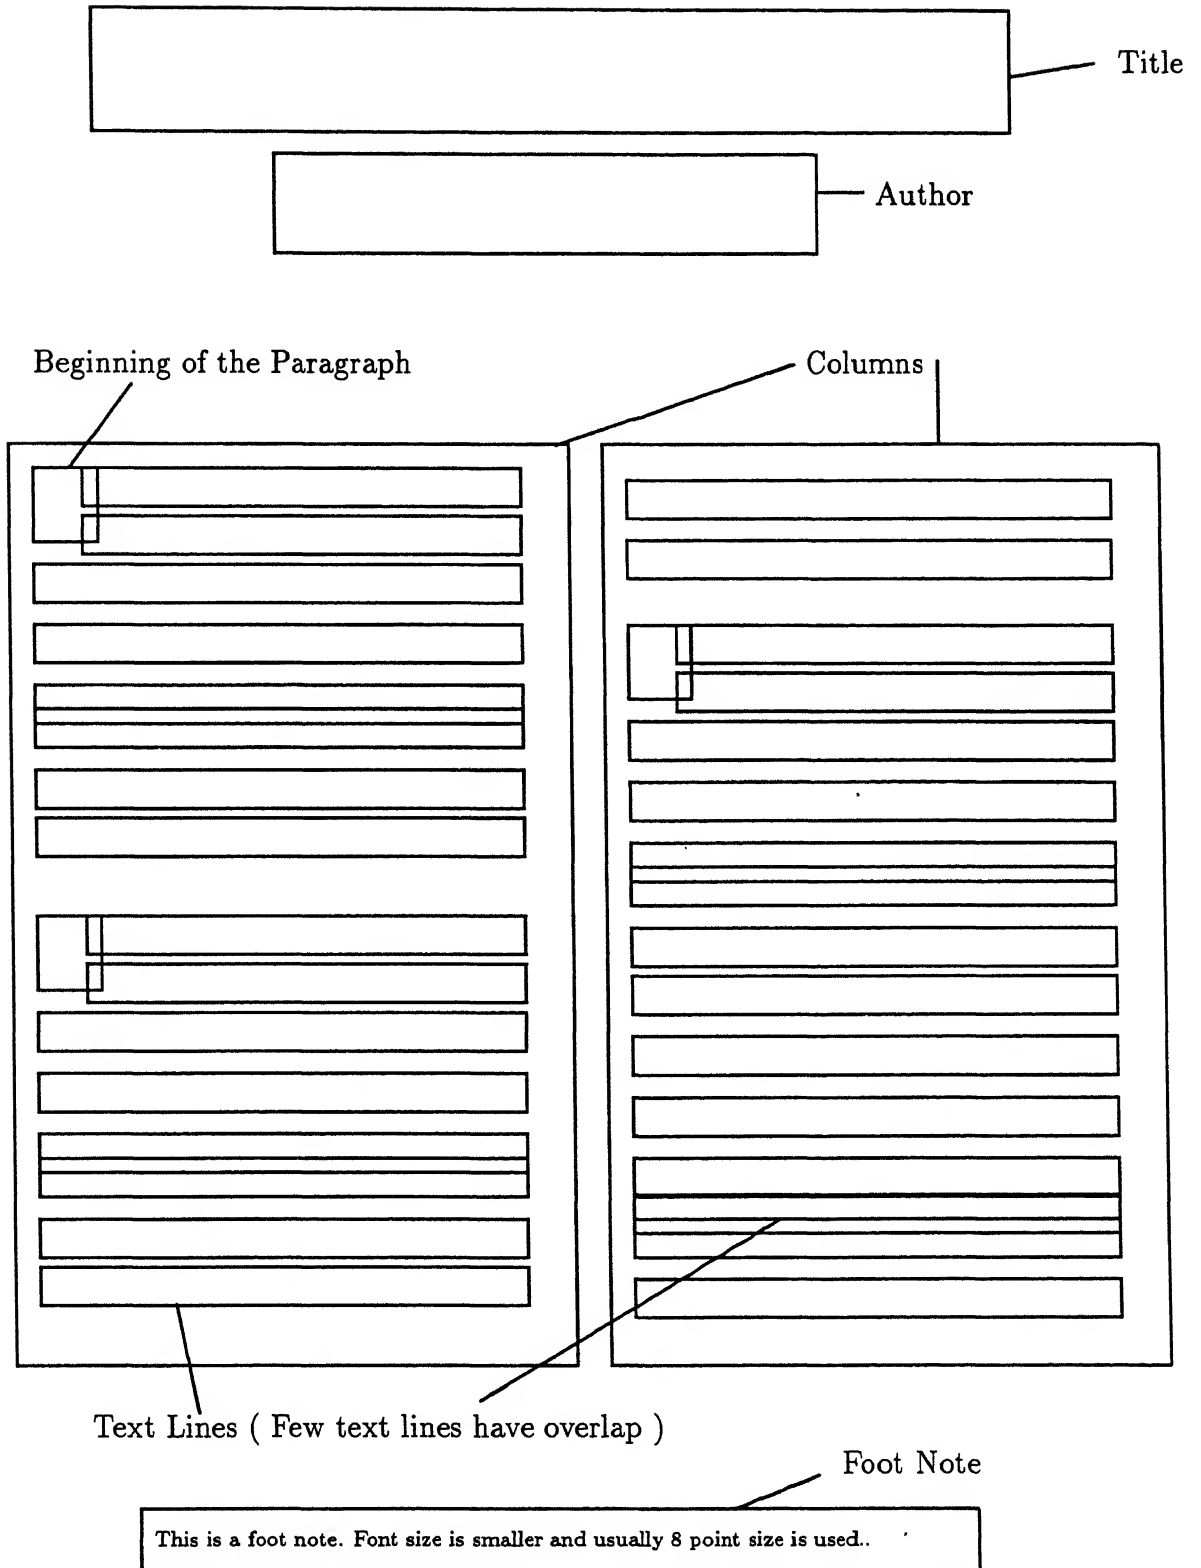 Title
Author
Beginning of the Paragraph
Columns
Text Lines ( Few text lines have overlap )
Foot Note
This is a foot note. Font size is smaller and usually 8 point size is used..